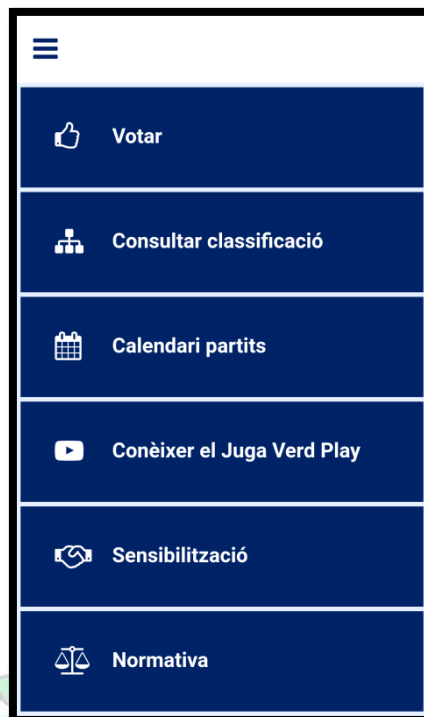 Votar
Consultar classificació
Calendari partits
Conèixer el Juga Verd Play
Sensibilització
Normativa